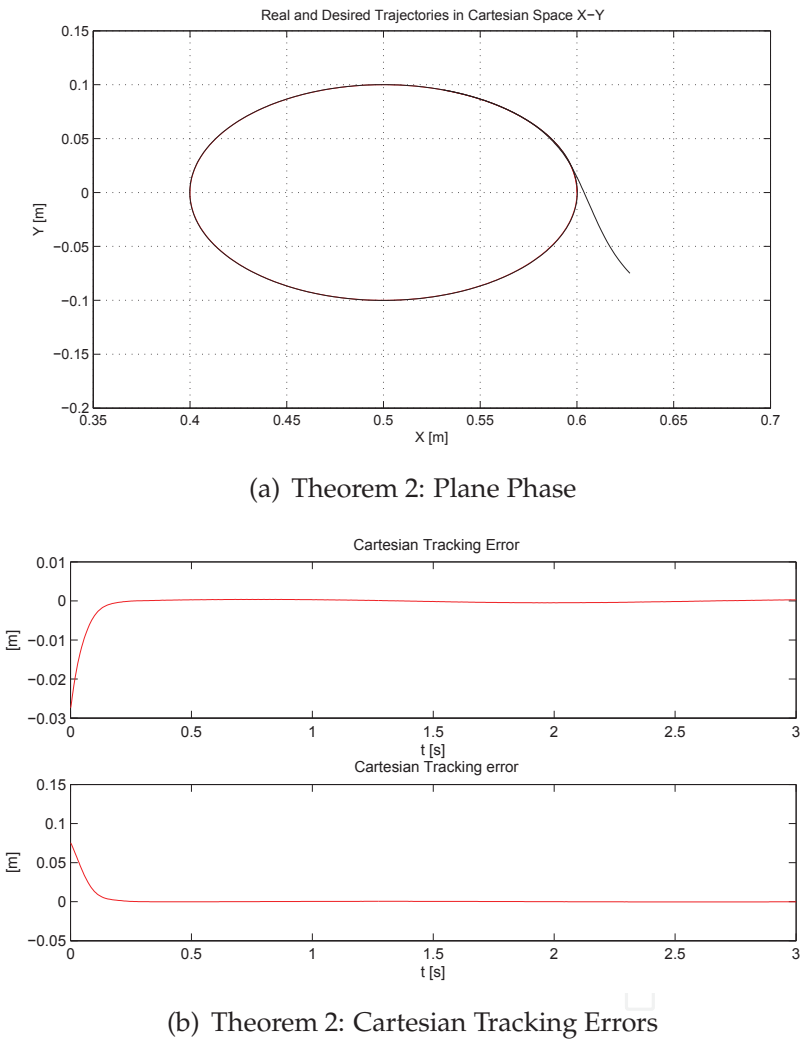 Real and Desired Trajectories in Cartesian Space X−Y
0.15
0.1
0.05
0
−0.05
−0.1
−0.15
−0.2
Y [m]
0.35 0.4 0.45 0.5 0.55 0.6 0.65 0.7
X [m]
(a) Theorem 2: Plane Phase
Cartesian Tracking Error
0.01
0
−0.01
−0.02
−0.03
[m]
0 0.5 1 1.5 2 2.5 3
t [s]
Cartesian Tracking error
0.15
0.1
0.05
0
−0.05
[m]
0 0.5 1 1.5 2 2.5 3
t [s]
(b) Theorem 2: Cartesian Tracking Errors